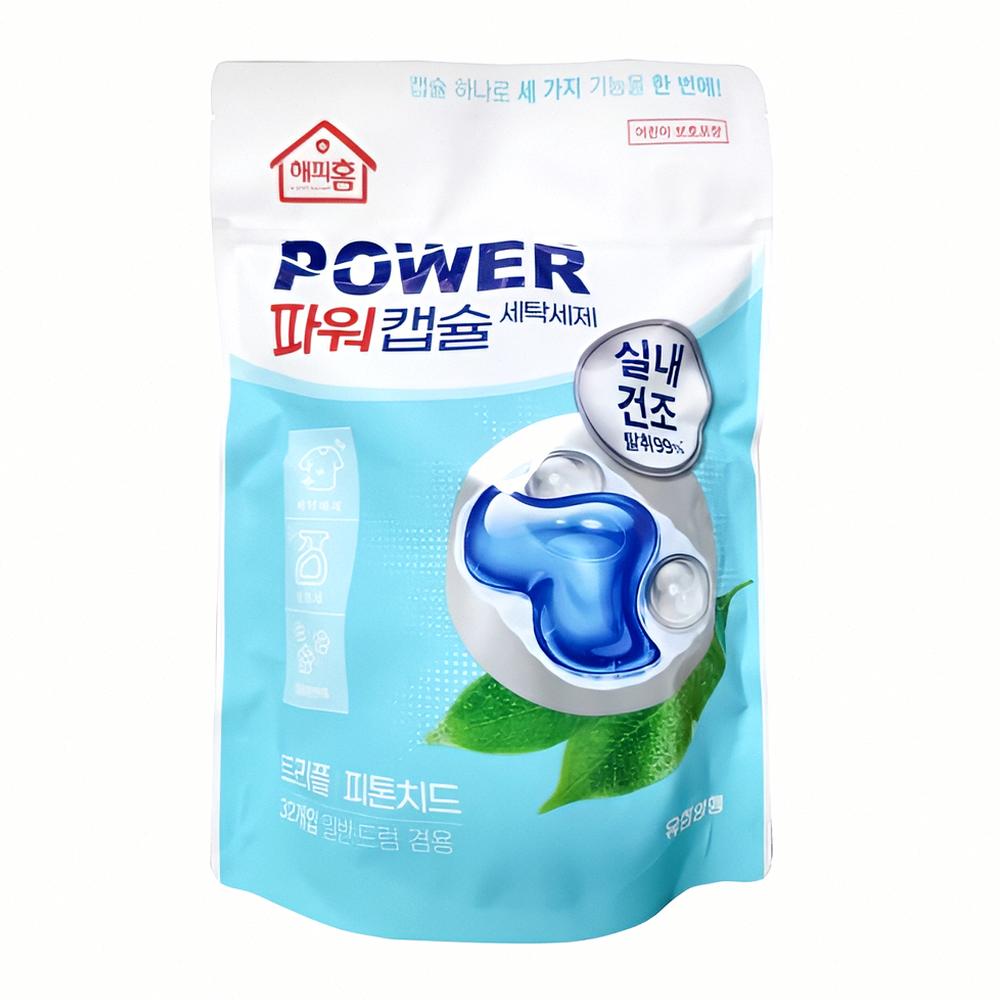 캡슐 하나로 세 가지 기능을 한 번에!
어린이 보호포장
해피홈
POWER
파워캡슐 세탁세제
실내
건조
탈취99%
트리플 피톤치드
32개입 일반·드럼 겸용